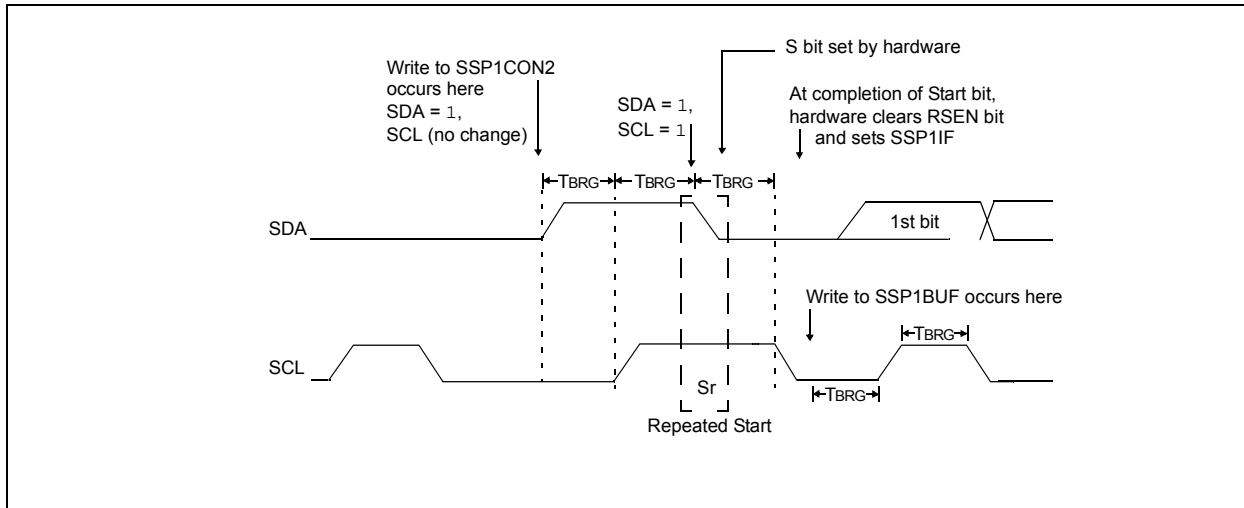 S bit set by hardware
Write to SSP1CON2
occurs here
SDA = 1,
SCL (no change)
SDA = 1,
SCL = 1
At completion of Start bit,
hardware clears RSEN bit
and sets SSP1IF
TBRG TBRG TBRG
SDA
1st bit
Write to SSP1BUF occurs here
TBRG
SCL
Sr
TBRG
Repeated Start